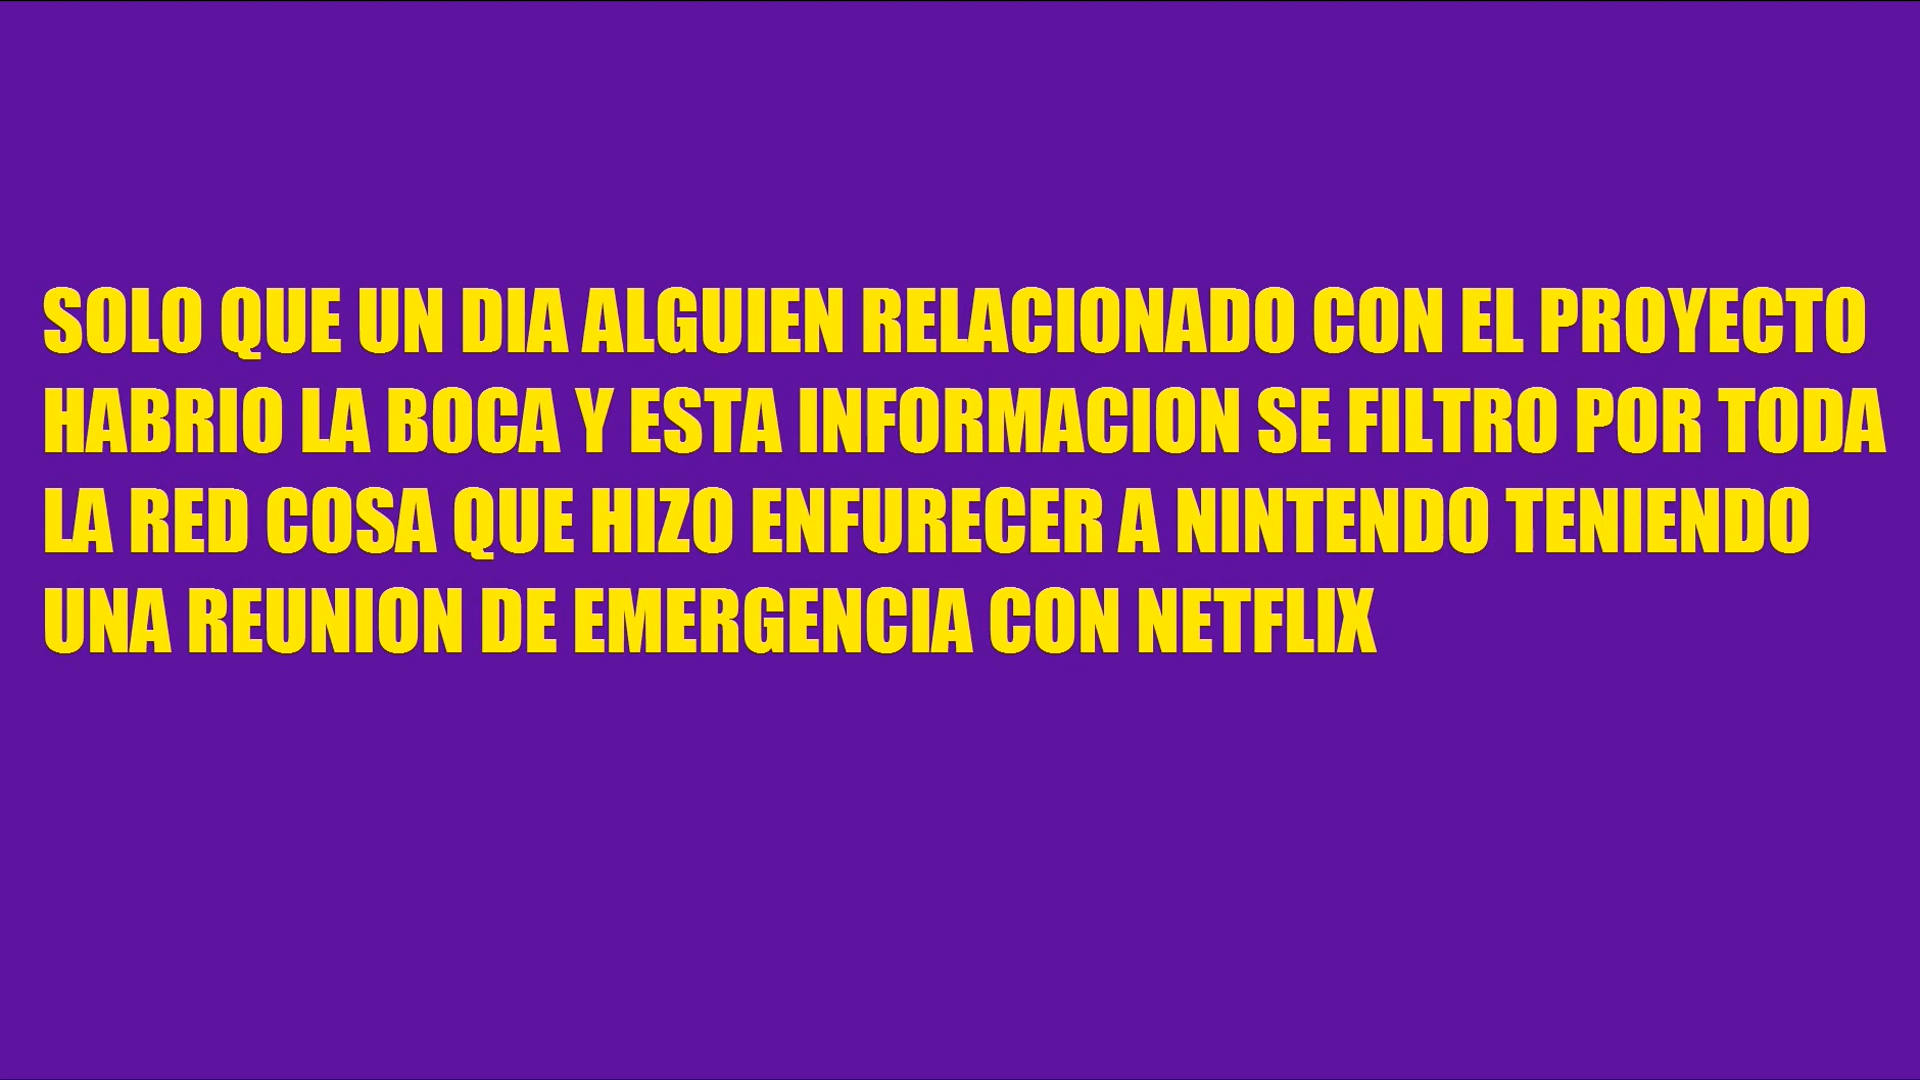 SOLO QUE UN DIA ALGUIEN RELACIONADO CON EL PROYECTO
HABRIO LA BOCA Y ESTA INFORMACION SE FILTRO POR TODA
LA RED COSA QUE HIZO ENFURECER A NINTENDO TENIENDO
UNA REUNION DE EMERGENCIA CON NETFLIX